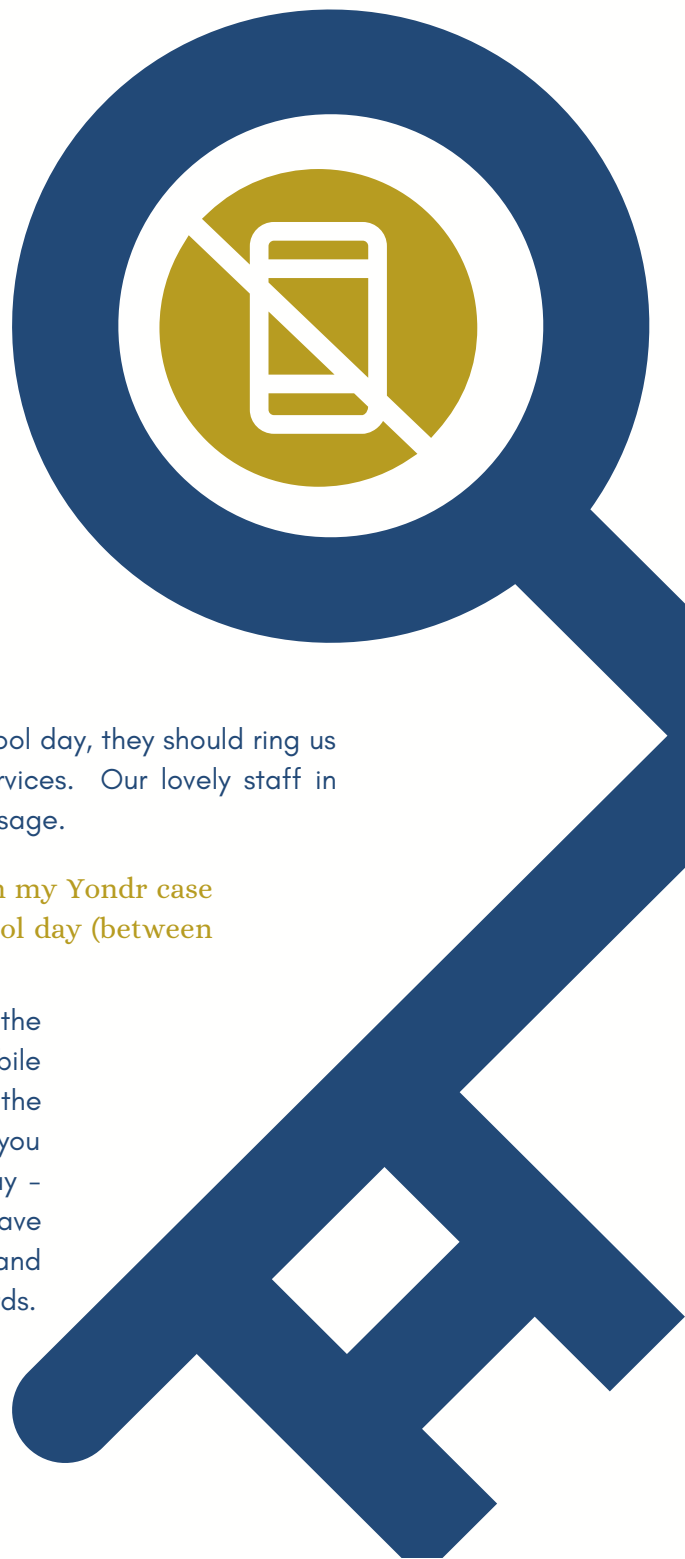 ool day, they should ring us
rvices. Our lovely staff in
sage.
n my Yondr case
ol day (between
the
bile
the
you
ay -
ave
and
ds.